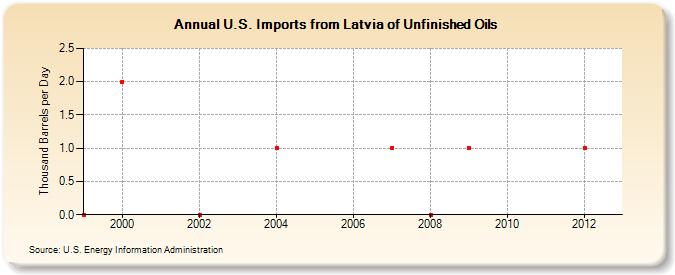 Annual U.S. Imports from Latvia of Unfinished Oils
Thousand Barrels per Day
2.5
2.0
1.5
1.0
0.5
0.0
2000 2002 2004 2006 2008 2010 2012
Source: U.S. Energy Information Administration